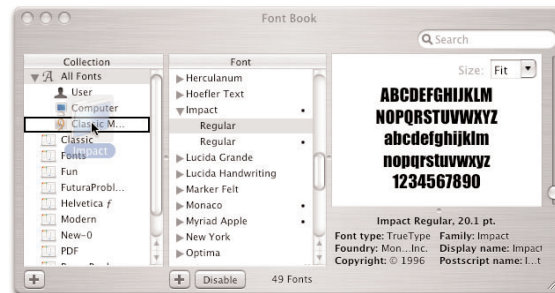 Font Book
Search
Collection
All Fonts
User
Computer
Classic M...
Classic
Impact
Fonts
Fun
FuturaProbl...
Helvetica f
Modern
New-0
PDF
Font
Herculanum
Hoefler Text
Impact
Regular
Regular
Lucida Grande
Lucida Handwriting
Marker Felt
Monaco
Myriad Apple
New York
Optima
Disable
49 Fonts
Size: Fit
ABCDEFGHIJKLM
NOPQRSTUVWXYZ
abcdefghijklm
nopqrstuvwxyz
1234567890
Impact Regular, 20.1 pt.
Font type: TrueType Family: Impact
Foundry: Mon...Inc. Display name: Impact
Copyright: © 1996 Postscript name: I...t